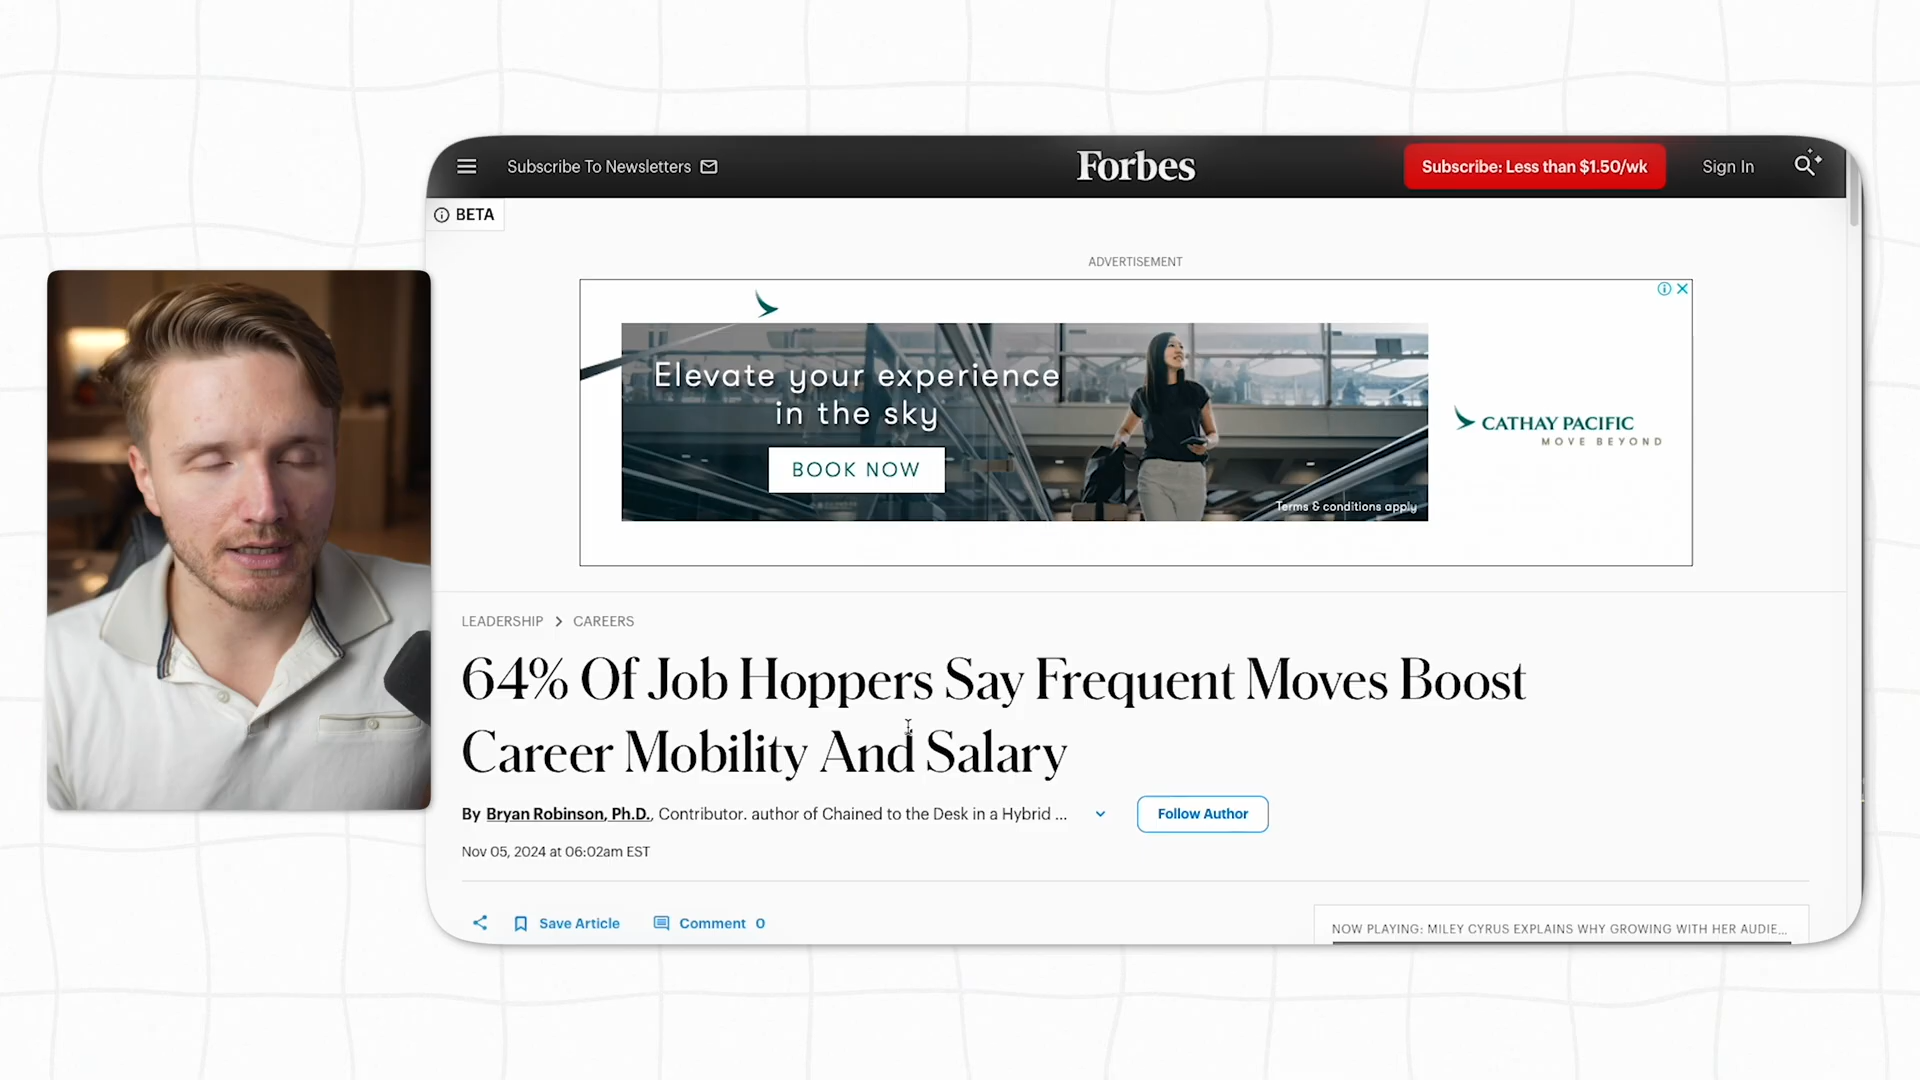 Subscribe To Newsletters
Forbes
Subscribe: Less than $1.50/wk
Sign In
BETA
ADVERTISEMENT
Elevate your experience
in the sky
BOOK NOW
Terms & conditions apply
CATHAY PACIFIC
MOVE BEYOND
LEADERSHIP > CAREERS
64% Of Job Hoppers Say Frequent Moves Boost
Career Mobility And Salary
By Bryan Robinson, Ph.D., Contributor. author of Chained to the Desk in a Hybrid ...
Follow Author
Nov 05, 2024 at 06:02am EST
Save Article
Comment 0
NOW PLAYING: MILEY CYRUS EXPLAINS WHY GROWING WITH HER AUDIE...